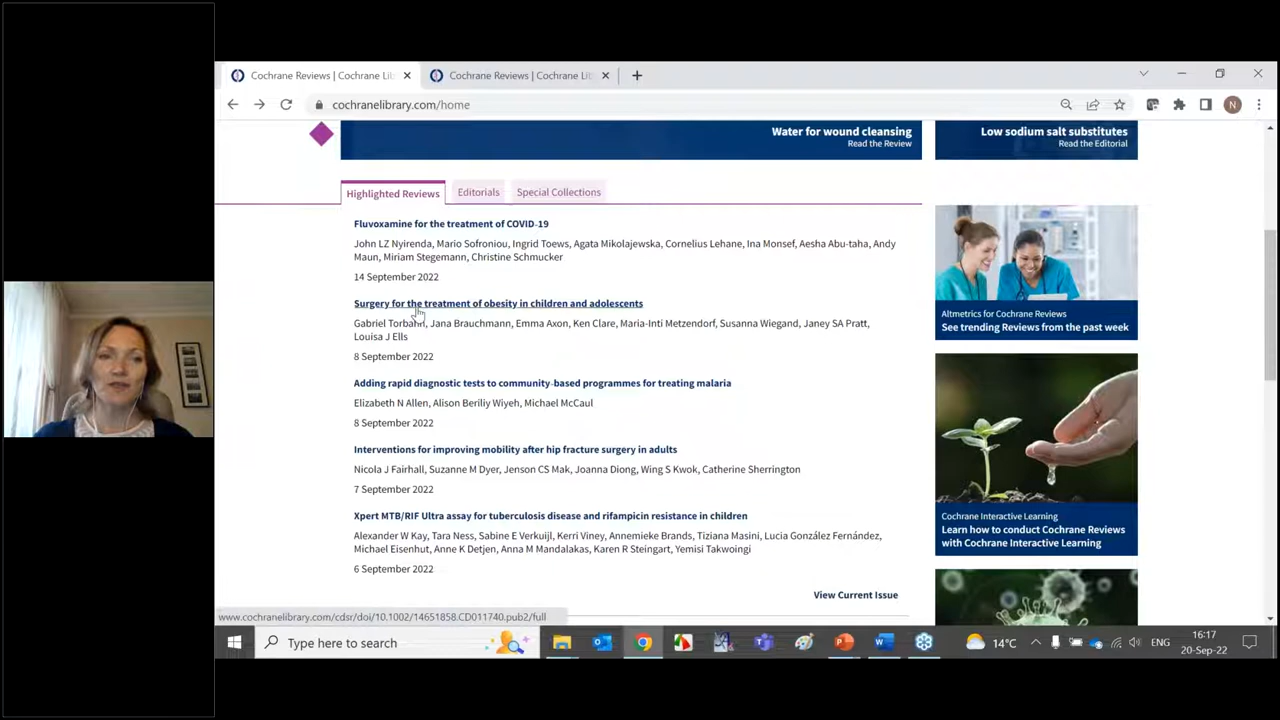 Cochrane Reviews | Cochrane Li
Cochrane Reviews | Cochrane Lib
cochranelibrary.com/home
N
Water for wound cleansing
Read the Review
Low sodium salt substitutes
Read the Editorial
Highlighted Reviews
Editorials
Special Collections
Fluvoxamine for the treatment of COVID-19
John LZ Nyirenda, Mario Sofroniou, Ingrid Toews, Agata Mikolajewska, Cornelius Lehane, Ina Monsef, Aesha Abu-taha, Andy
Maun, Miriam Stegemann, Christine Schmucker
14 September 2022
Surgery for the treatment of obesity in children and adolescents
Gabriel Torbahn, Jana Brauchmann, Emma Axon, Ken Clare, Maria-Inti Metzendorf, Susanna Wiegand, Janey SA Pratt,
Louisa J Ells
8 September 2022
Adding rapid diagnostic tests to community-based programmes for treating malaria
Elizabeth N Allen, Alison Beriliy Wiyeh, Michael McCaul
8 September 2022
Interventions for improving mobility after hip fracture surgery in adults
Nicola J Fairhall, Suzanne M Dyer, Jenson CS Mak, Joanna Diong, Wing S Kwok, Catherine Sherrington
7 September 2022
Xpert MTB/RIF Ultra assay for tuberculosis disease and rifampicin resistance in children
Alexander W Kay, Tara Ness, Sabine E Verkuijl, Kerri Viney, Annemieke Brands, Tiziana Masini, Lucia González Fernández,
Michael Eisenhut, Anne K Detjen, Anna M Mandalakas, Karen R Steingart, Yemisi Takwoingi
6 September 2022
View Current Issue
Altmetrics for Cochrane Reviews
See trending Reviews from the past week
Cochrane Interactive Learning
Learn how to conduct Cochrane Reviews
with Cochrane Interactive Learning
www.cochranelibrary.com/cdsr/doi/10.1002/14651858.CD011740.pub2/full
Type here to search
14°C
ENG
16:17
20-Sep-22